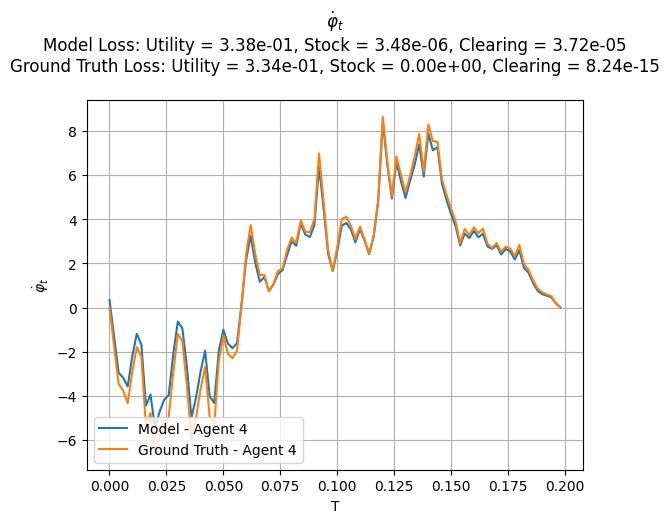 φ̇ₜ
Model Loss: Utility = 3.38e-01, Stock = 3.48e-06, Clearing = 3.72e-05
Ground Truth Loss: Utility = 3.34e-01, Stock = 0.00e+00, Clearing = 8.24e-15
φ̇ₜ
8
6
4
2
0
−2
−4
−6
Model - Agent 4
Ground Truth - Agent 4
0.000 0.025 0.050 0.075 0.100 0.125 0.150 0.175 0.200
T